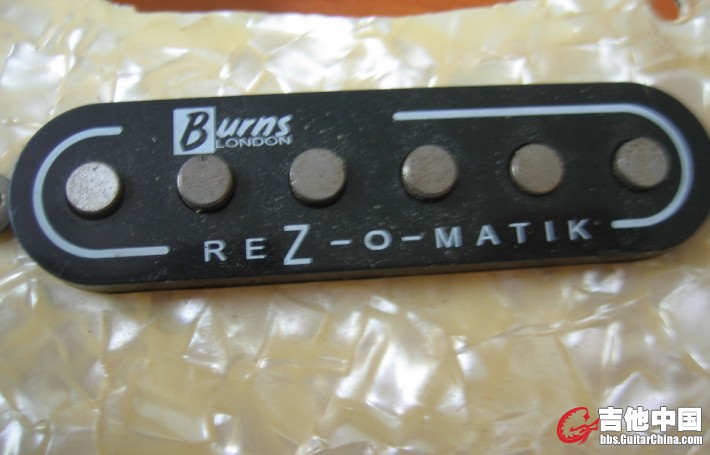 Burns
LONDON
REZ-O-MATIK
吉他中国
bbs.GuitarChina.com